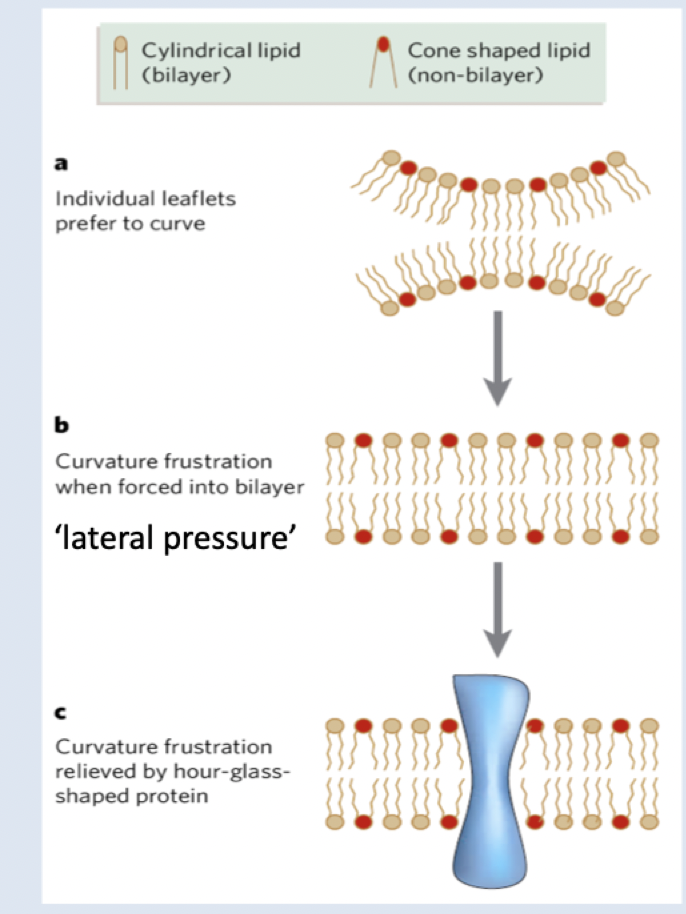 Cylindrical lipid
(bilayer)
Cone shaped lipid
(non-bilayer)
a
Individual leaflets
prefer to curve
b
Curvature frustration
when forced into bilayer
‘lateral pressure’
c
Curvature frustration
relieved by hour-glass-
shaped protein